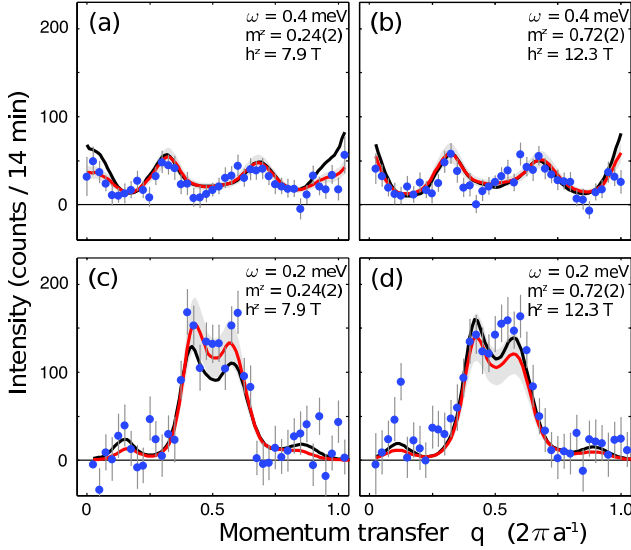 (a)
ω = 0.4 meV
mᶻ = 0.24(2)
hᶻ = 7.9 T
(b)
ω = 0.4 meV
mᶻ = 0.72(2)
hᶻ = 12.3 T
200
100
0
(c)
ω = 0.2 meV
mᶻ = 0.24(2)
hᶻ = 7.9 T
(d)
ω = 0.2 meV
mᶻ = 0.72(2)
hᶻ = 12.3 T
200
100
0
Intensity (counts / 14 min)
0 0.5 1.0 0 0.5 1.0
Momentum transfer q (2π a⁻¹)